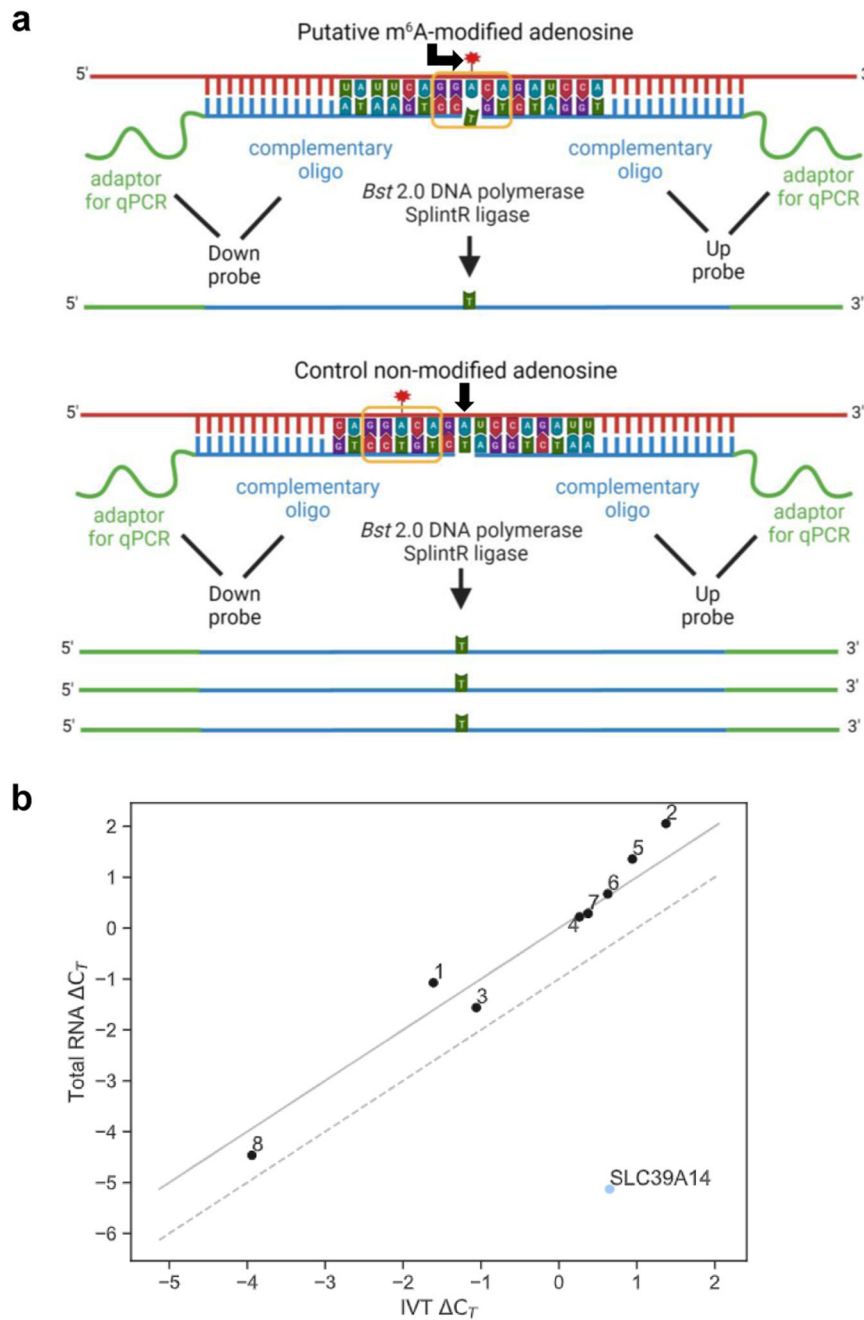 a
Putative m⁶A-modified adenosine
5' 3'
U A U U C A G G A C A G A U C C A
A T A A G T C C G T C T A G G T
T
adaptor
for qPCR
complementary
oligo
Bst 2.0 DNA polymerase
SplintR ligase
complementary
oligo
adaptor
for qPCR
Down
probe
Up
probe
5' T 3'
Control non-modified adenosine
5' 3'
C A G G A C A G A U C C A G A U U
G T C C T G T C T A G G T C T A A
adaptor
for qPCR
complementary
oligo
Bst 2.0 DNA polymerase
SplintR ligase
complementary
oligo
adaptor
for qPCR
Down
probe
Up
probe
5' T 3'
5' T 3'
5' T 3'
b
Total RNA ΔC_T
2
1
0
−1
−2
−3
−4
−5
−6
2
5
6
7
4
1
3
8
SLC39A14
−5 −4 −3 −2 −1 0 1 2
IVT ΔC_T